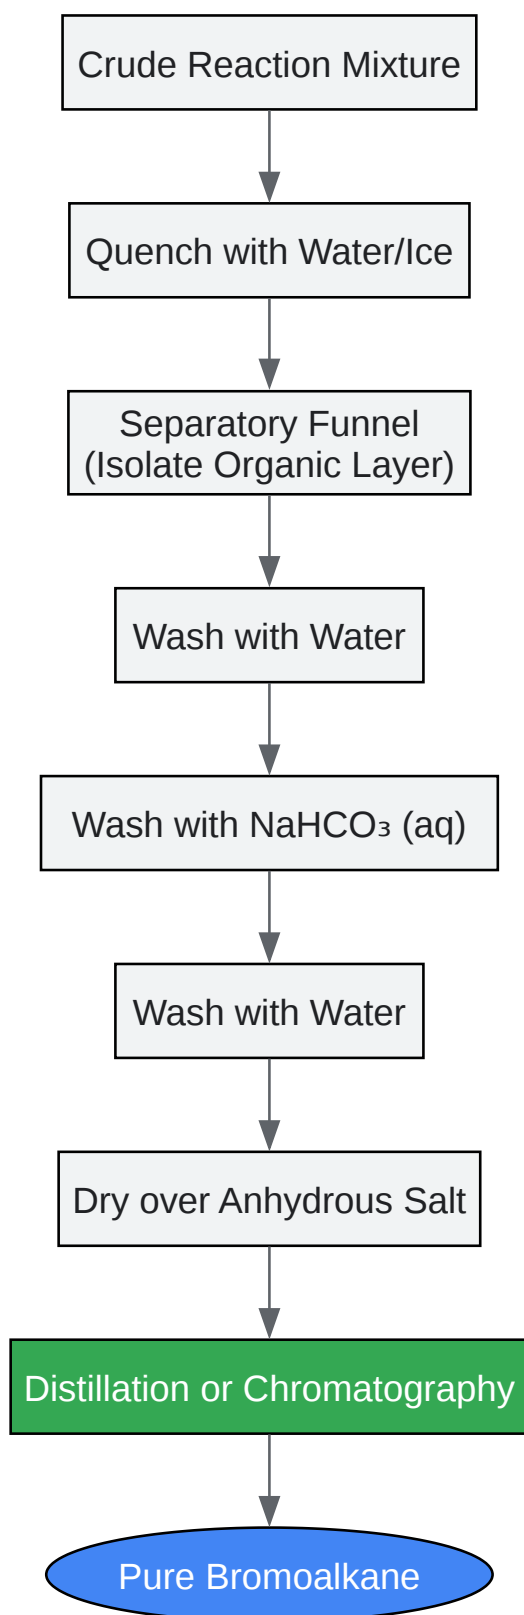 Crude Reaction Mixture
Quench with Water/Ice
Separatory Funnel
(Isolate Organic Layer)
Wash with Water
Wash with NaHCO₃ (aq)
Wash with Water
Dry over Anhydrous Salt
Distillation or Chromatography
Pure Bromoalkane